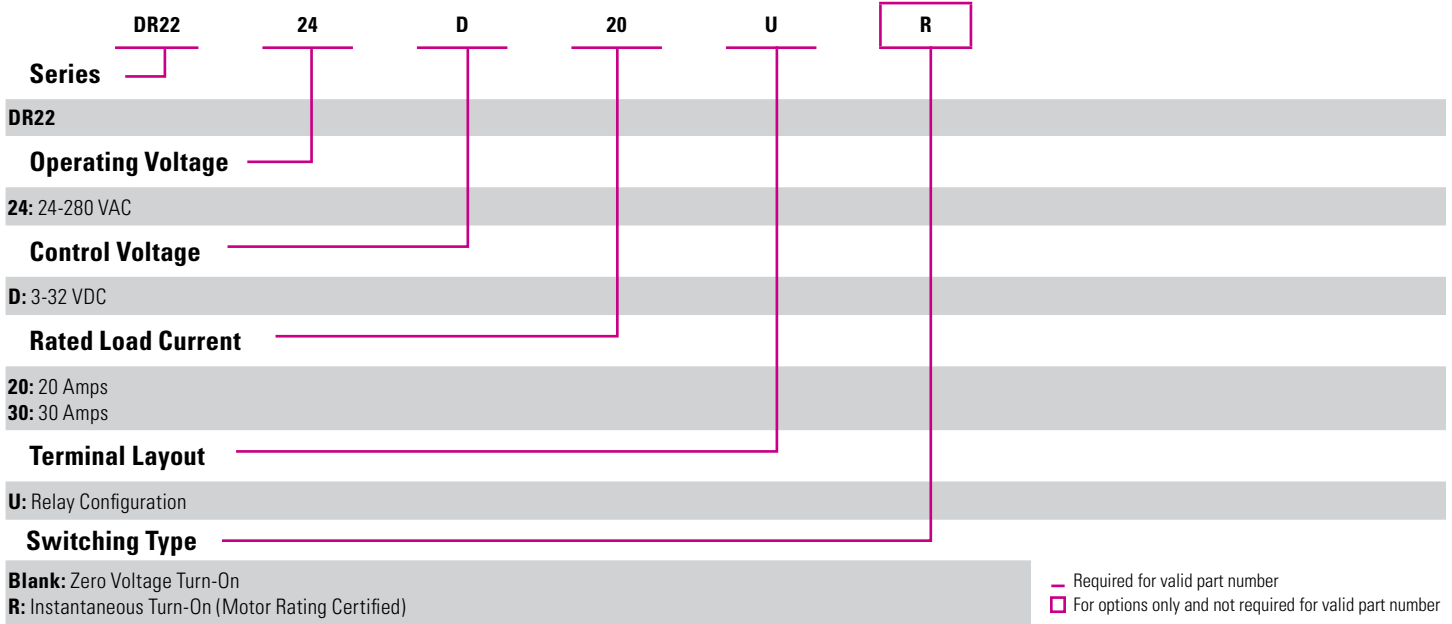 DR22 24 D 20 U R
Series
DR22
Operating Voltage
24: 24-280 VAC
Control Voltage
D: 3-32 VDC
Rated Load Current
20: 20 Amps
30: 30 Amps
Terminal Layout
U: Relay Configuration
Switching Type
Blank: Zero Voltage Turn-On
R: Instantaneous Turn-On (Motor Rating Certified)
Required for valid part number
For options only and not required for valid part number